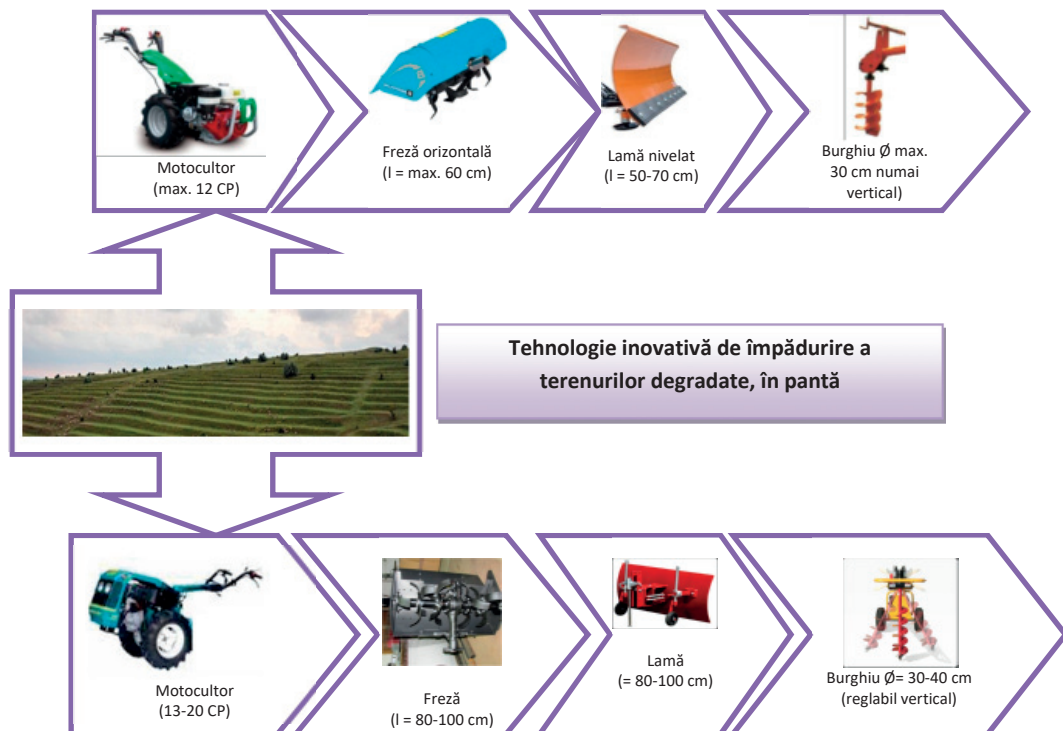 Motocultor
(max. 12 CP)
Freză orizontală
(l = max. 60 cm)
Lamă nivelat
(l = 50-70 cm)
Burghiu Ø max.
30 cm numai
vertical)
Tehnologie inovativă de împădurire a
terenurilor degradate, în pantă
Motocultor
(13-20 CP)
Freză
(l = 80-100 cm)
Lamă
(= 80-100 cm)
Burghiu Ø= 30-40 cm
(reglabil vertical)